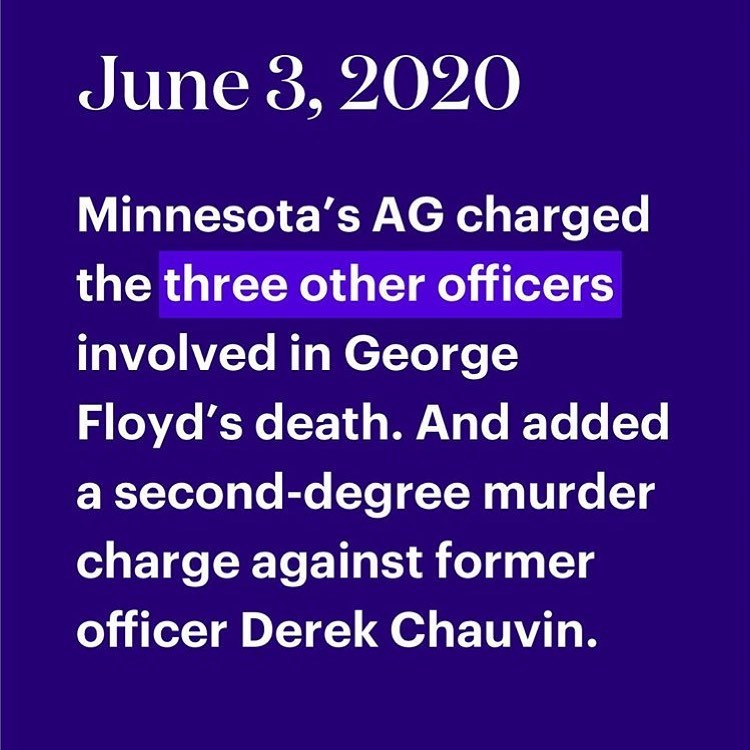 June 3, 2020
Minnesota’s AG charged
the three other officers
involved in George
Floyd’s death. And added
a second-degree murder
charge against former
officer Derek Chauvin.